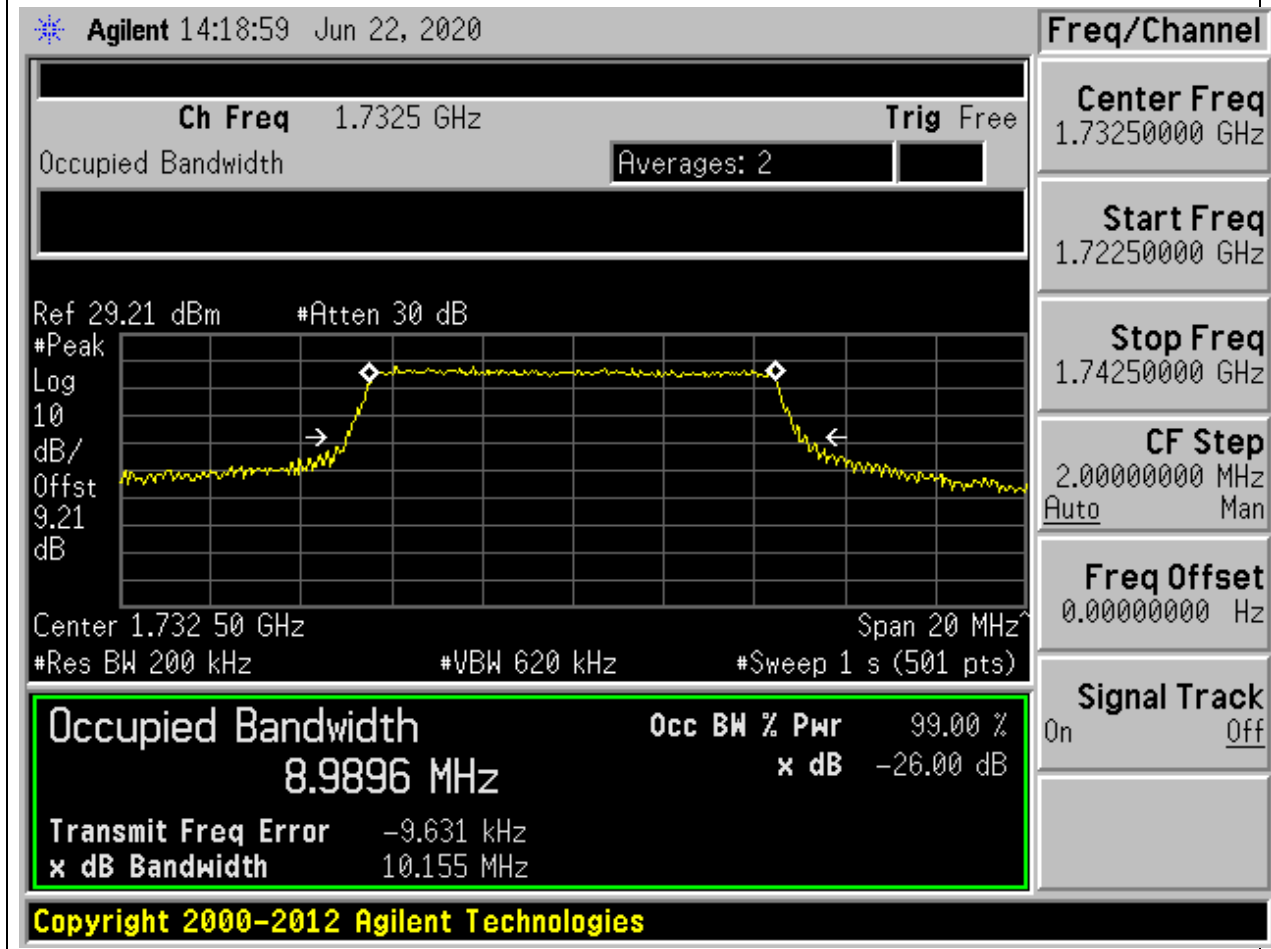 Agilent 14:18:59 Jun 22, 2020
Freq/Channel
Ch Freq 1.7325 GHz Trig Free
Occupied Bandwidth Averages: 2
Center Freq
1.73250000 GHz
Start Freq
1.72250000 GHz
Stop Freq
1.74250000 GHz
CF Step
2.00000000 MHz
Auto Man
Freq Offset
0.00000000 Hz
Signal Track
On Off
Ref 29.21 dBm #Atten 30 dB
#Peak
Log
10
dB/
Offst
9.21
dB
Center 1.732 50 GHz Span 20 MHz^
#Res BW 200 kHz #VBW 620 kHz #Sweep 1 s (501 pts)
Occupied Bandwidth Occ BW % Pwr 99.00 %
8.9896 MHz x dB -26.00 dB
Transmit Freq Error -9.631 kHz
x dB Bandwidth 10.155 MHz
Copyright 2000-2012 Agilent Technologies